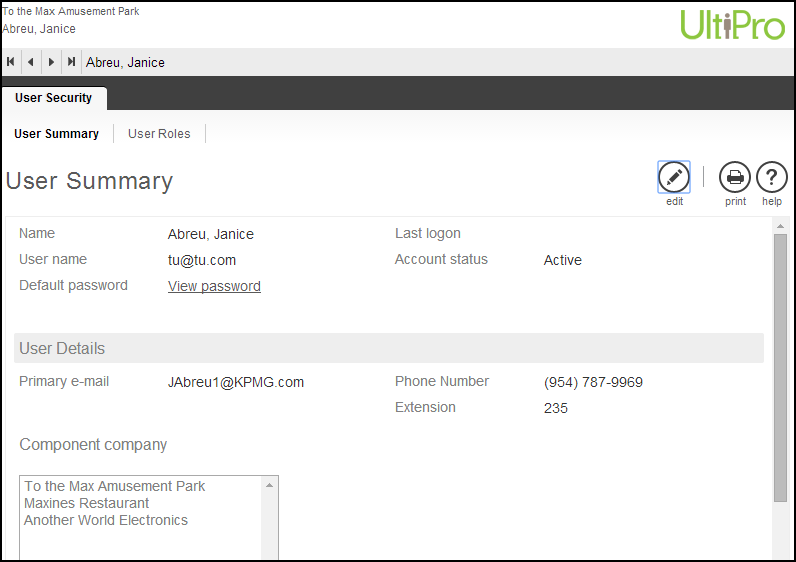 To the Max Amusement Park
Abreu, Janice
UltiPro
Abreu, Janice
User Security
User Summary User Roles
User Summary
edit print ? help
Name Abreu, Janice Last logon
User name tu@tu.com Account status Active
Default password View password
User Details
Primary e-mail JAbreu1@KPMG.com Phone Number (954) 787-9969
Extension 235
Component company
To the Max Amusement Park
Maxines Restaurant
Another World Electronics